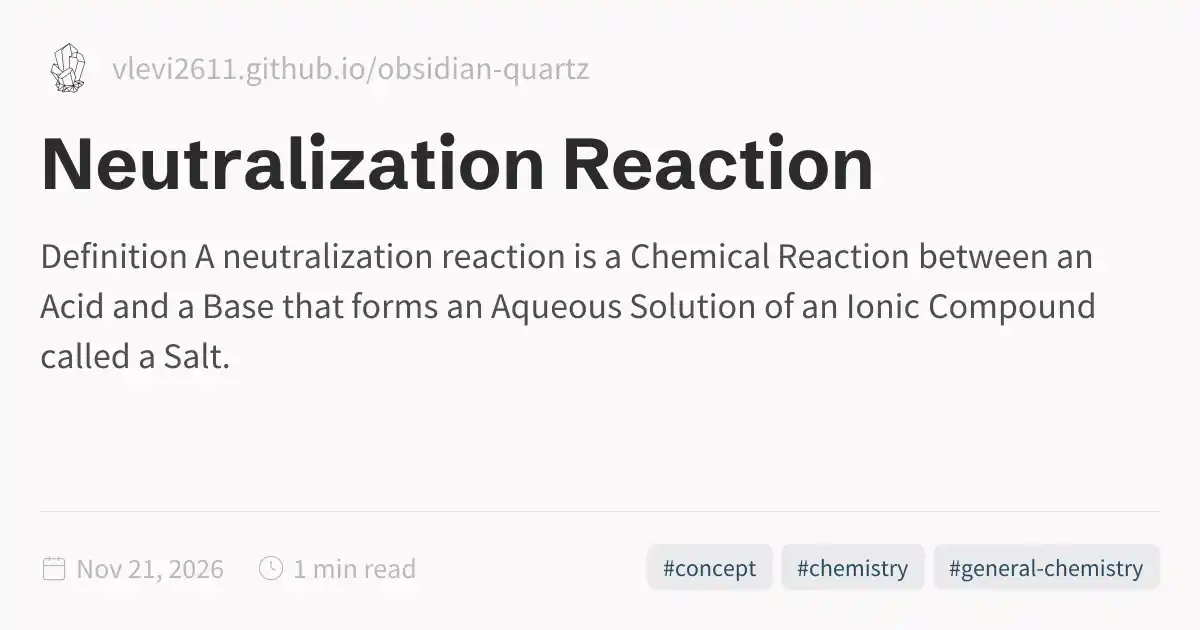 vlevi2611.github.io/obsidian-quartz
Neutralization Reaction
Definition A neutralization reaction is a Chemical Reaction between an
Acid and a Base that forms an Aqueous Solution of an Ionic Compound
called a Salt.
Nov 21, 2026 1 min read #concept #chemistry #general-chemistry